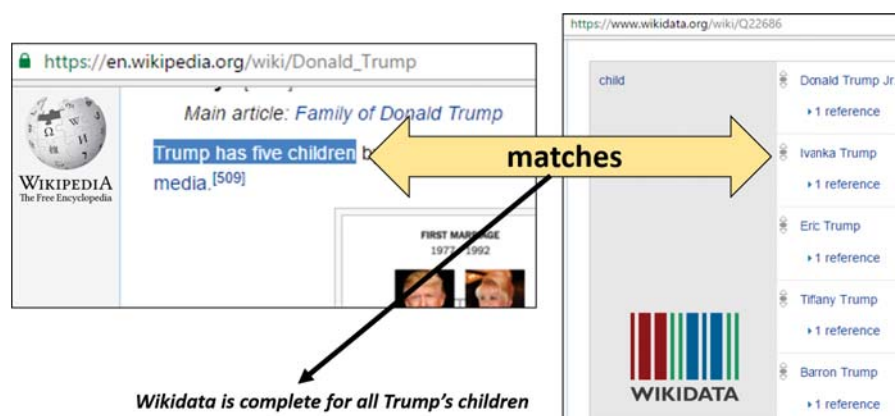 https://en.wikipedia.org/wiki/Donald_Trump
Main article: Family of Donald Trump
Trump has five children b
media.[509]
WIKIPEDIA
The Free Encyclopedia
FIRST MARRIAGE
1977 1992
matches
Wikidata is complete for all Trump's children
https://www.wikidata.org/wiki/Q22686
child
Donald Trump Jr
1 reference
Ivanka Trump
1 reference
Eric Trump
1 reference
Tiffany Trump
1 reference
Barron Trump
1 reference
WIKIDATA